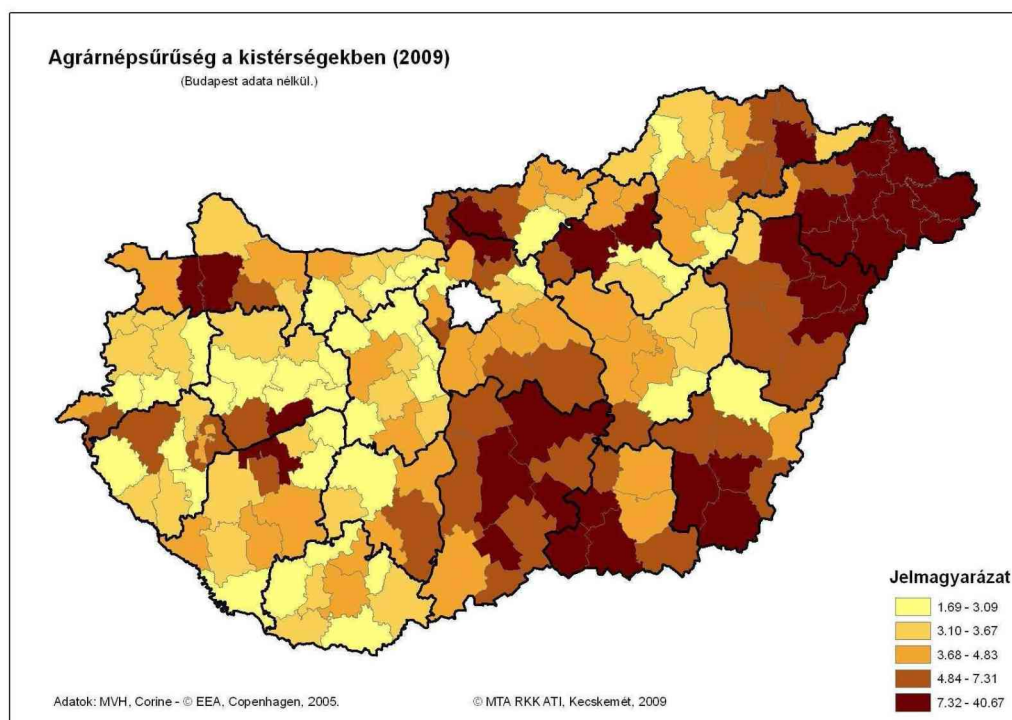 Agrárnépsűrűség a kistérségekben (2009)
(Budapest adata nélkül.)
Jelmagyarázat
1.69 - 3.09
3.10 - 3.67
3.68 - 4.83
4.84 - 7.31
7.32 - 40.67
Adatok: MVH, Corine - © EEA, Copenhagen, 2005.
© MTA RKK ATI, Kecskemét, 2009